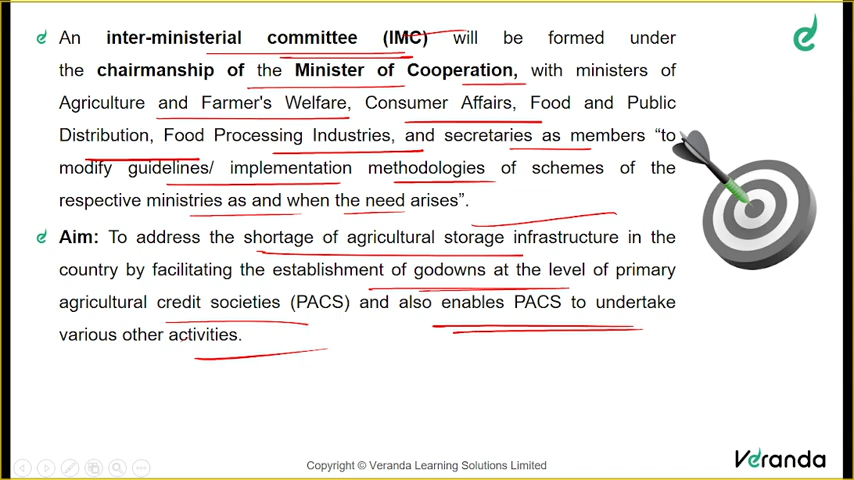 An inter-ministerial committee (IMC) will be formed under
the chairmanship of the Minister of Cooperation, with ministers of
Agriculture and Farmer's Welfare, Consumer Affairs, Food and Public
Distribution, Food Processing Industries, and secretaries as members “to
modify guidelines/ implementation methodologies of schemes of the
respective ministries as and when the need arises”.
Aim: To address the shortage of agricultural storage infrastructure in the
country by facilitating the establishment of godowns at the level of primary
agricultural credit societies (PACS) and also enables PACS to undertake
various other activities.
Copyright © Veranda Learning Solutions Limited
Veranda